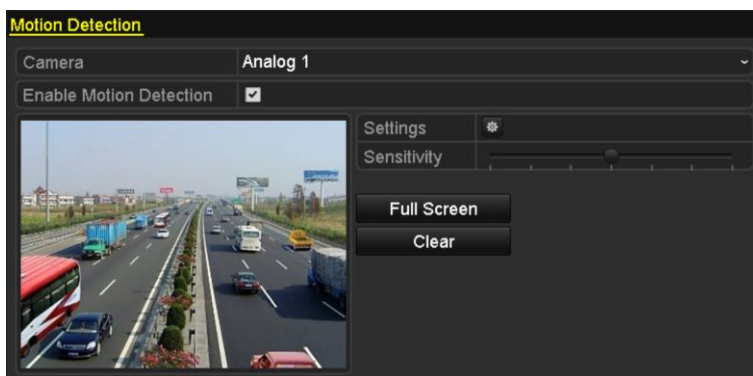 Motion Detection
Camera
Analog 1
Enable Motion Detection
Settings
Sensitivity
Full Screen
Clear